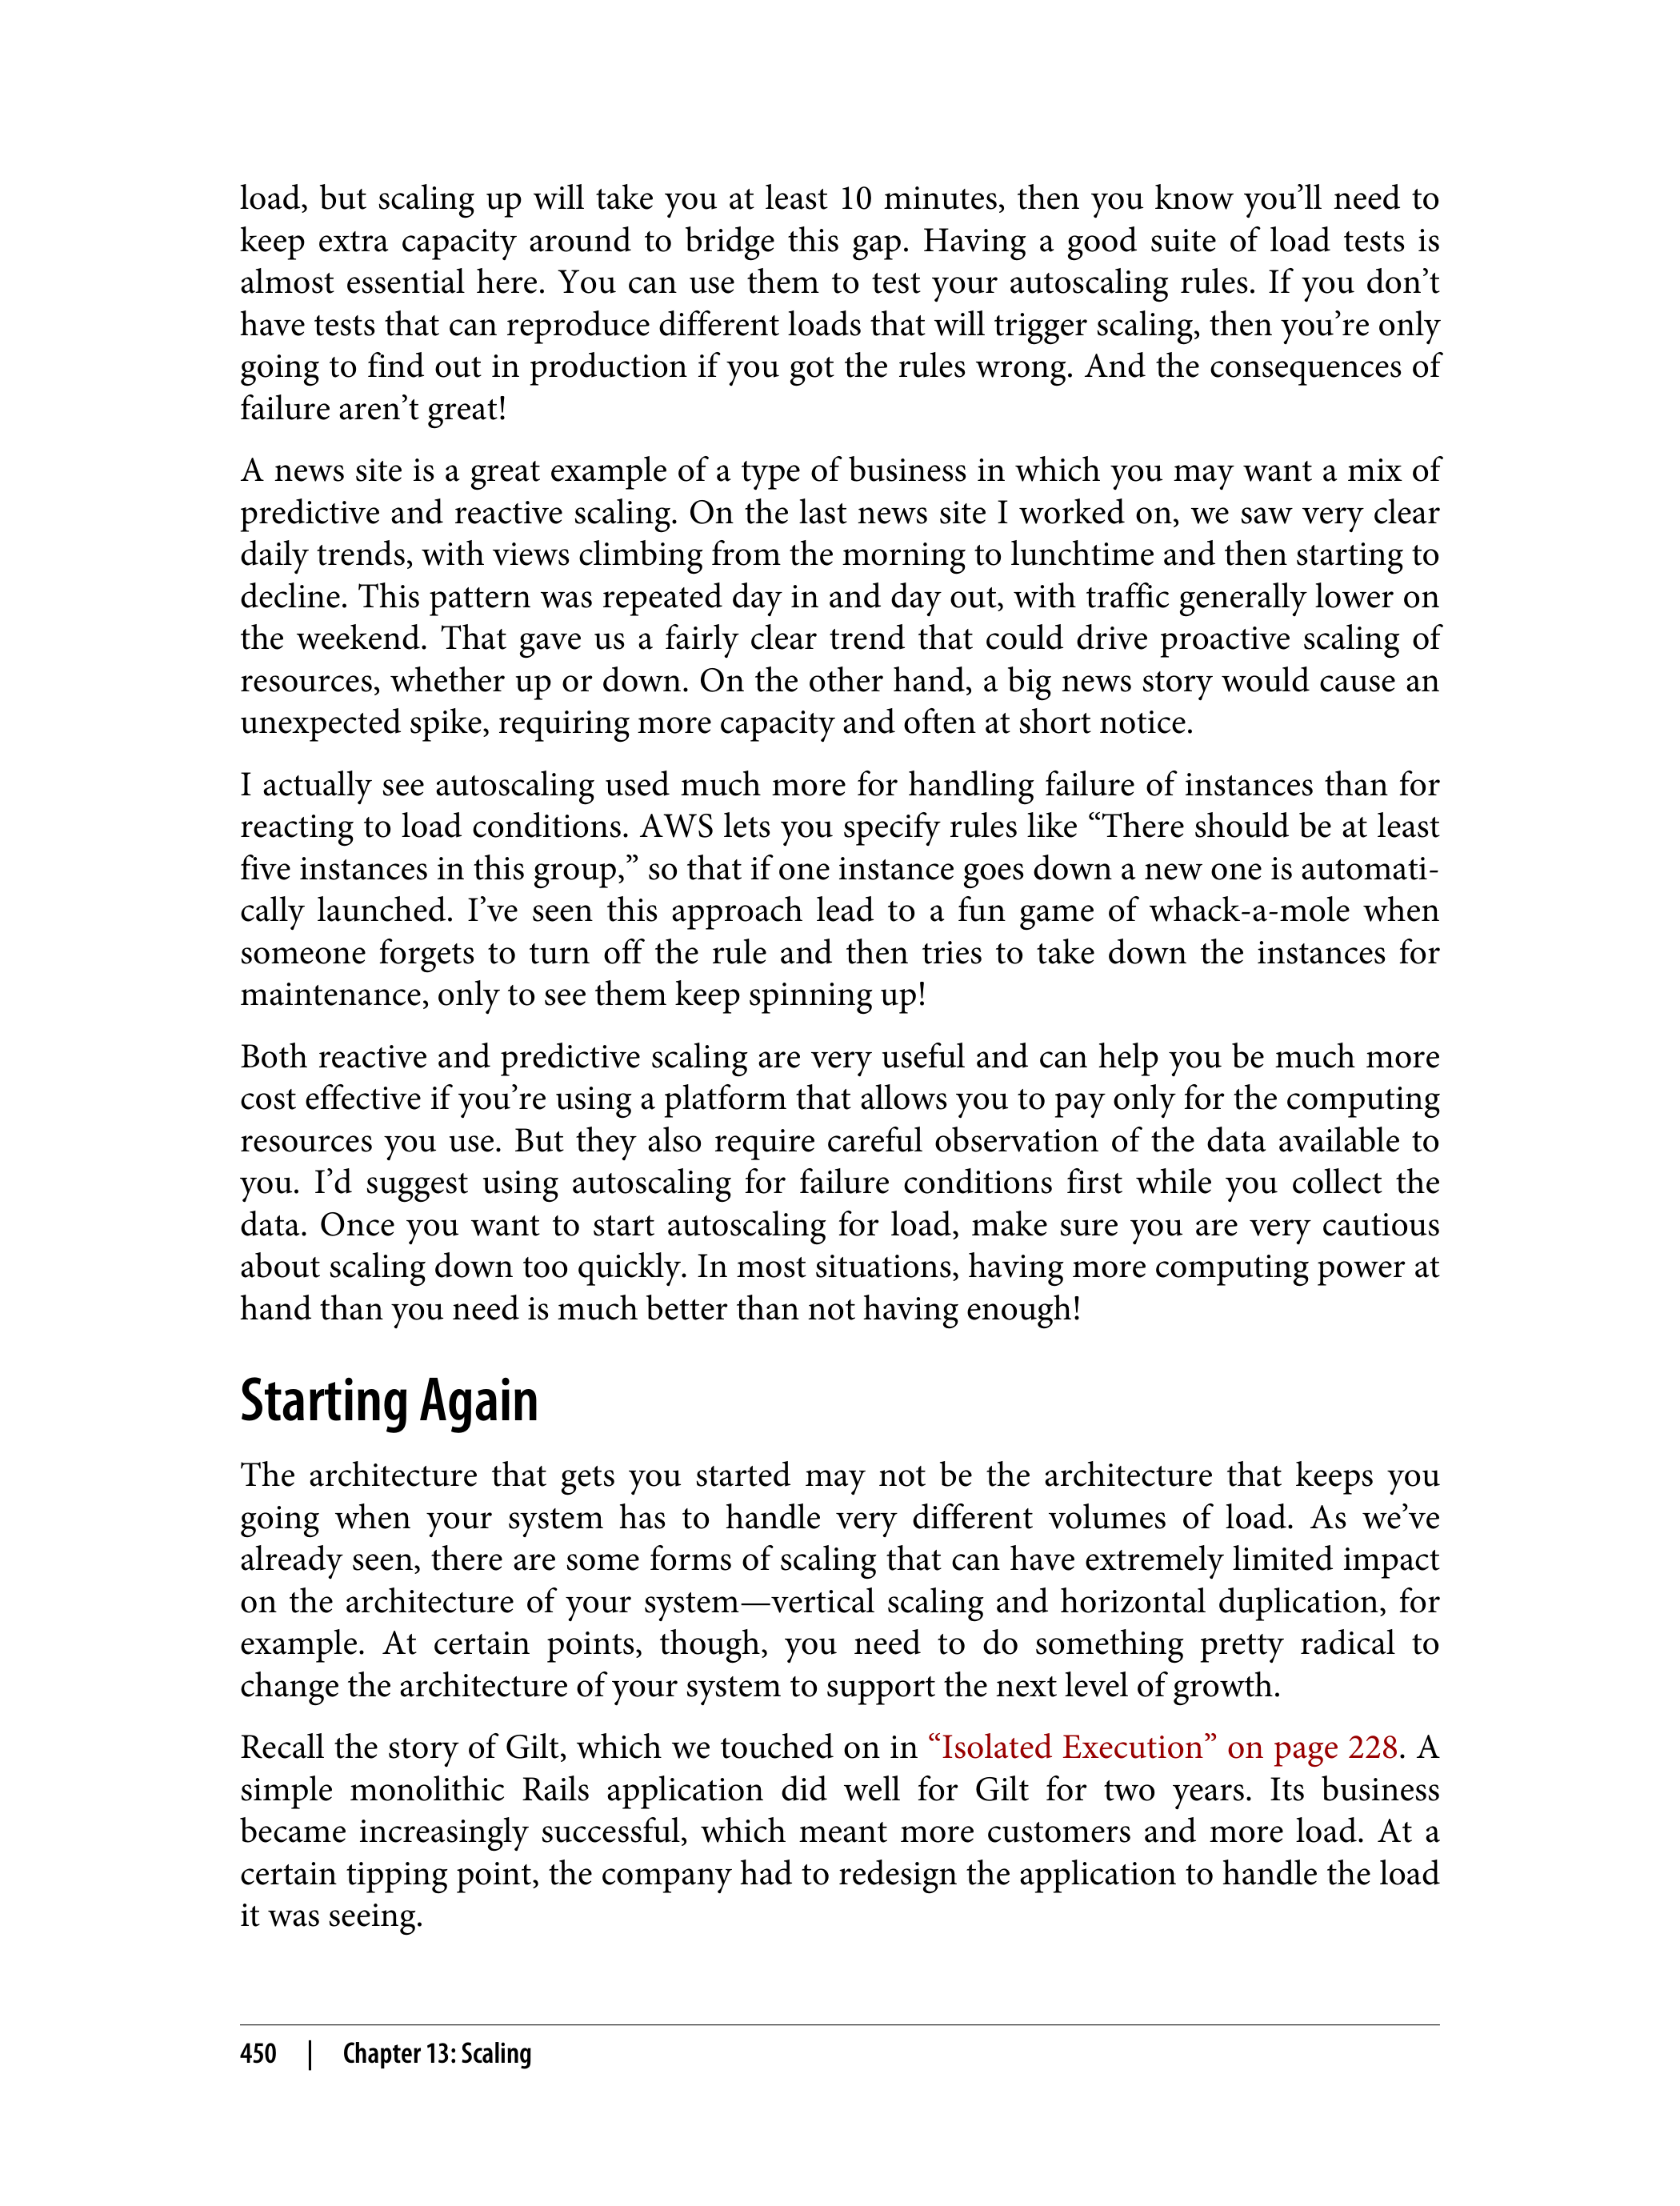 load, but scaling up will take you at least 10 minutes, then you know you’ll need to
keep extra capacity around to bridge this gap. Having a good suite of load tests is
almost essential here. You can use them to test your autoscaling rules. If you don’t
have tests that can reproduce different loads that will trigger scaling, then you’re only
going to find out in production if you got the rules wrong. And the consequences of
failure aren’t great!
A news site is a great example of a type of business in which you may want a mix of
predictive and reactive scaling. On the last news site I worked on, we saw very clear
daily trends, with views climbing from the morning to lunchtime and then starting to
decline. This pattern was repeated day in and day out, with traffic generally lower on
the weekend. That gave us a fairly clear trend that could drive proactive scaling of
resources, whether up or down. On the other hand, a big news story would cause an
unexpected spike, requiring more capacity and often at short notice.
I actually see autoscaling used much more for handling failure of instances than for
reacting to load conditions. AWS lets you specify rules like “There should be at least
five instances in this group,” so that if one instance goes down a new one is automati-
cally launched. I’ve seen this approach lead to a fun game of whack-a-mole when
someone forgets to turn off the rule and then tries to take down the instances for
maintenance, only to see them keep spinning up!
Both reactive and predictive scaling are very useful and can help you be much more
cost effective if you’re using a platform that allows you to pay only for the computing
resources you use. But they also require careful observation of the data available to
you. I’d suggest using autoscaling for failure conditions first while you collect the
data. Once you want to start autoscaling for load, make sure you are very cautious
about scaling down too quickly. In most situations, having more computing power at
hand than you need is much better than not having enough!
Starting Again
The architecture that gets you started may not be the architecture that keeps you
going when your system has to handle very different volumes of load. As we’ve
already seen, there are some forms of scaling that can have extremely limited impact
on the architecture of your system—vertical scaling and horizontal duplication, for
example. At certain points, though, you need to do something pretty radical to
change the architecture of your system to support the next level of growth.
Recall the story of Gilt, which we touched on in “Isolated Execution” on page 228. A
simple monolithic Rails application did well for Gilt for two years. Its business
became increasingly successful, which meant more customers and more load. At a
certain tipping point, the company had to redesign the application to handle the load
it was seeing.
450 | Chapter 13: Scaling